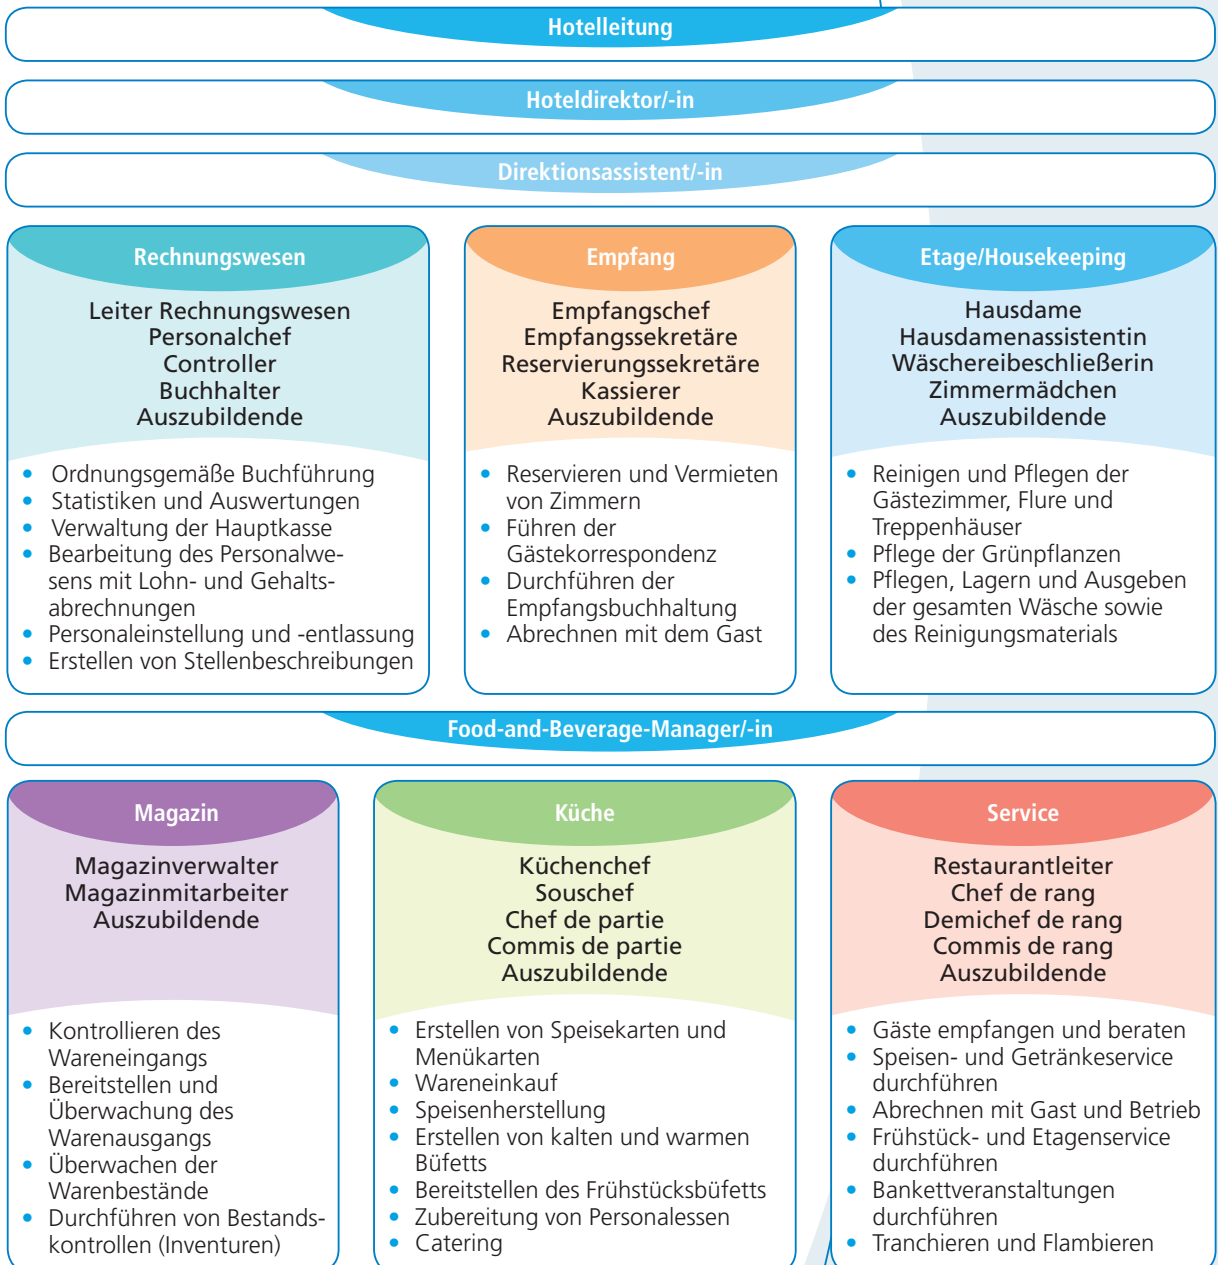 Hotelleitung
Hoteldirektor/-in
Direktionsassistent/-in
Rechnungswesen
Leiter Rechnungswesen
Personalchef
Controller
Buchhalter
Auszubildende
• Ordnungsgemäße Buchführung
• Statistiken und Auswertungen
• Verwaltung der Hauptkasse
• Bearbeitung des Personalwe-
sens mit Lohn- und Gehalts-
abrechnungen
• Personaleinstellung und -entlassung
• Erstellen von Stellenbeschreibungen
Empfang
Empfangschef
Empfangssekretäre
Reservierungssekretäre
Kassierer
Auszubildende
• Reservieren und Vermieten
von Zimmern
• Führen der
Gästekorrespondenz
• Durchführen der
Empfangsbuchhaltung
• Abrechnen mit dem Gast
Etage/Housekeeping
Hausdame
Hausdamenassistentin
Wäschereibeschließerin
Zimmermädchen
Auszubildende
• Reinigen und Pflegen der
Gästezimmer, Flure und
Treppenhäuser
• Pflege der Grünpflanzen
• Pflegen, Lagern und Ausgeben
der gesamten Wäsche sowie
des Reinigungsmaterials
Food-and-Beverage-Manager/-in
Magazin
Magazinverwalter
Magazinmitarbeiter
Auszubildende
• Kontrollieren des
Wareneingangs
• Bereitstellen und
Überwachung des
Warenausgangs
• Überwachen der
Warenbestände
• Durchführen von Bestands-
kontrollen (Inventuren)
Küche
Küchenchef
Souschef
Chef de partie
Commis de partie
Auszubildende
• Erstellen von Speisekarten und
Menükarten
• Wareneinkauf
• Speisenherstellung
• Erstellen von kalten und warmen
Büfetts
• Bereitstellen des Frühstücksbüfetts
• Zubereitung von Personalessen
• Catering
Service
Restaurantleiter
Chef de rang
Demichef de rang
Commis de rang
Auszubildende
• Gäste empfangen und beraten
• Speisen- und Getränkeservice
durchführen
• Abrechnen mit Gast und Betrieb
• Frühstück- und Etagenservice
durchführen
• Bankettveranstaltungen
durchführen
• Tranchieren und Flambieren